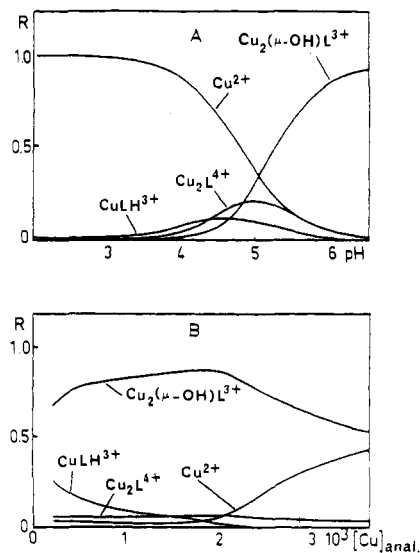 R
A
Cu₂(μ-OH)L³⁺
1.0
Cu²⁺
0.5
Cu₂L⁴⁺
CuLH³⁺
0
3 4 5 6 pH
R
B
1.0
Cu₂(μ-OH)L³⁺
0.5
CuLH³⁺
Cu₂L⁴⁺
Cu²⁺
0
0 1 2 3 10³ [Cu]anal.